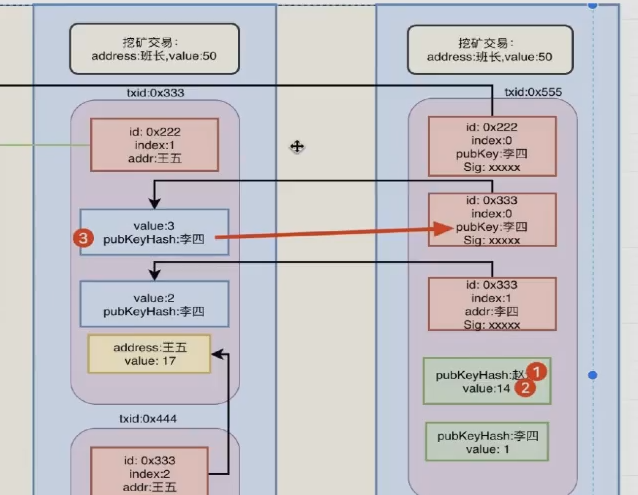 挖矿交易：
address:班长,value:50
txid:0x333
id: 0x222
index:1
addr:王五
value:3
pubKeyHash:李四
3
value:2
pubKeyHash:李四
address:王五
value: 17
txid:0x444
id: 0x333
index:2
addr:王五
挖矿交易：
address:班长,value:50
txid:0x555
id: 0x222
index:0
pubKey:李四
Sig: xxxxx
id: 0x333
index:0
pubKey:李四
Sig: xxxxx
id: 0x333
index:1
addr:李四
Sig: xxxxx
pubKeyHash:赵
1
value:14
2
pubKeyHash:李四
value: 1